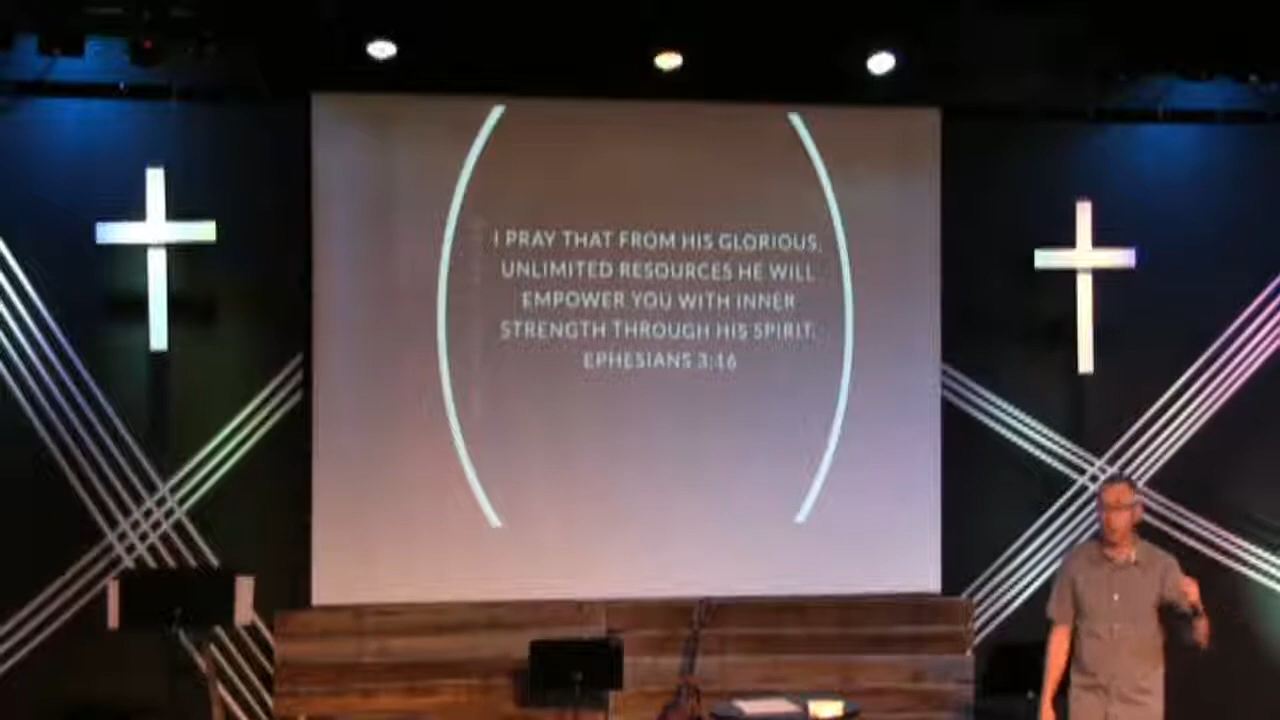 I PRAY THAT FROM HIS GLORIOUS,
UNLIMITED RESOURCES HE WILL
EMPOWER YOU WITH INNER
STRENGTH THROUGH HIS SPIRIT.
EPHESIANS 3:16